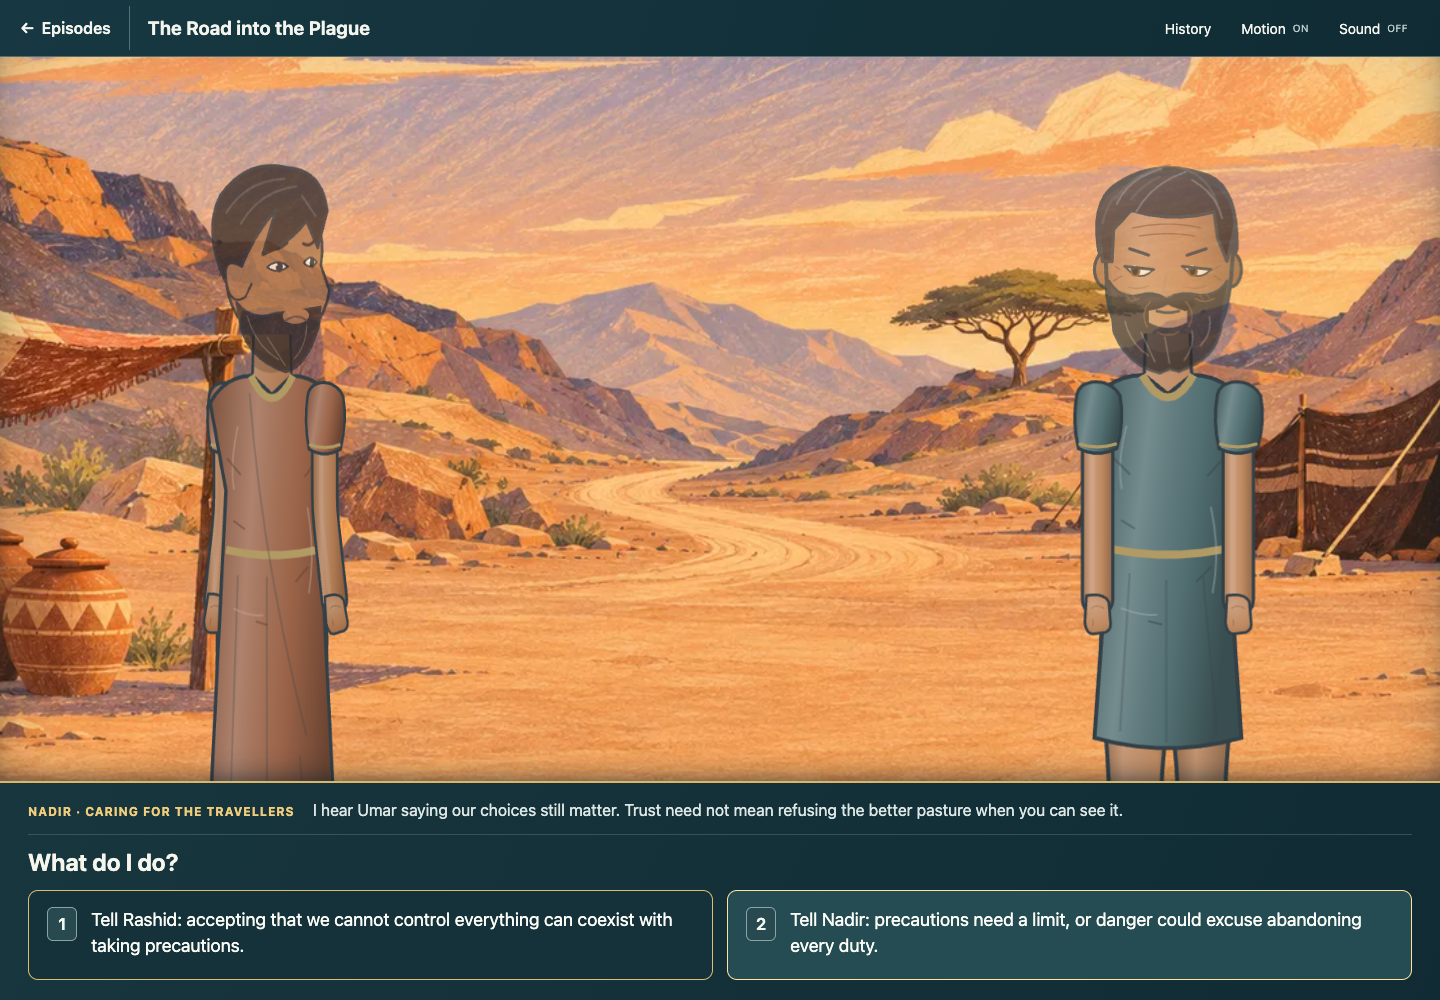 ← Episodes
The Road into the Plague
History
Motion ON
Sound OFF
NADIR · CARING FOR THE TRAVELLERS I hear Umar saying our choices still matter. Trust need not mean refusing the better pasture when you can see it.
What do I do?
1 Tell Rashid: accepting that we cannot control everything can coexist with
taking precautions.
2 Tell Nadir: precautions need a limit, or danger could excuse abandoning
every duty.